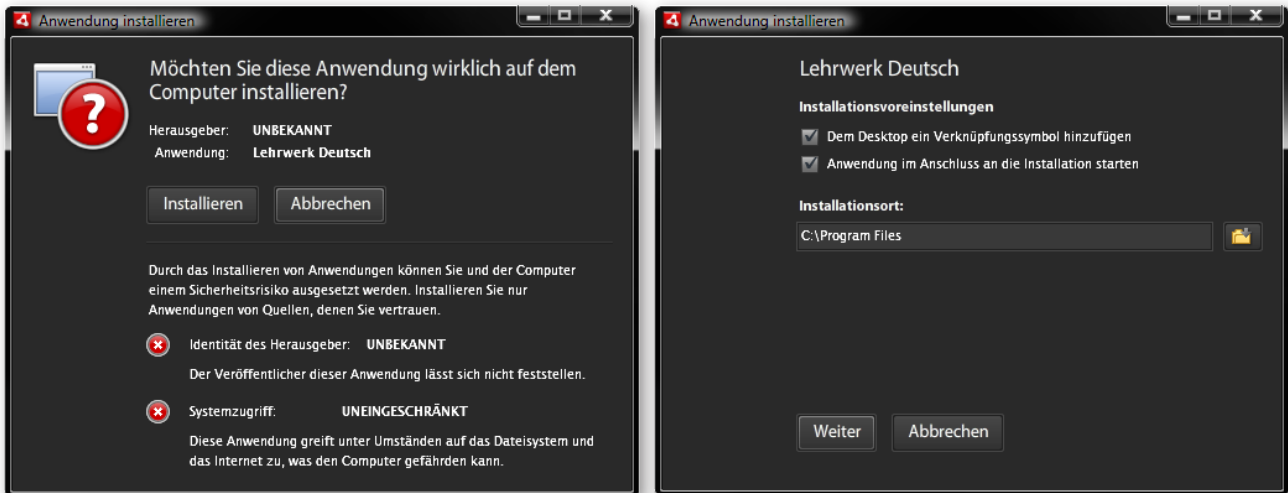 Anwendung installieren
Möchten Sie diese Anwendung wirklich auf dem
Computer installieren?
Herausgeber: UNBEKANNT
Anwendung: Lehrwerk Deutsch
Installieren Abbrechen
Durch das Installieren von Anwendungen können Sie und der Computer
einem Sicherheitsrisiko ausgesetzt werden. Installieren Sie nur
Anwendungen von Quellen, denen Sie vertrauen.
Identität des Herausgeber: UNBEKANNT
Der Veröffentlicher dieser Anwendung lässt sich nicht feststellen.
Systemzugriff: UNEINGESCHRÄNKT
Diese Anwendung greift unter Umständen auf das Dateisystem und
das Internet zu, was den Computer gefährden kann.
Anwendung installieren
Lehrwerk Deutsch
Installationsvoreinstellungen
Dem Desktop ein Verknüpfungssymbol hinzufügen
Anwendung im Anschluss an die Installation starten
Installationsort:
C:\Program Files
Weiter Abbrechen